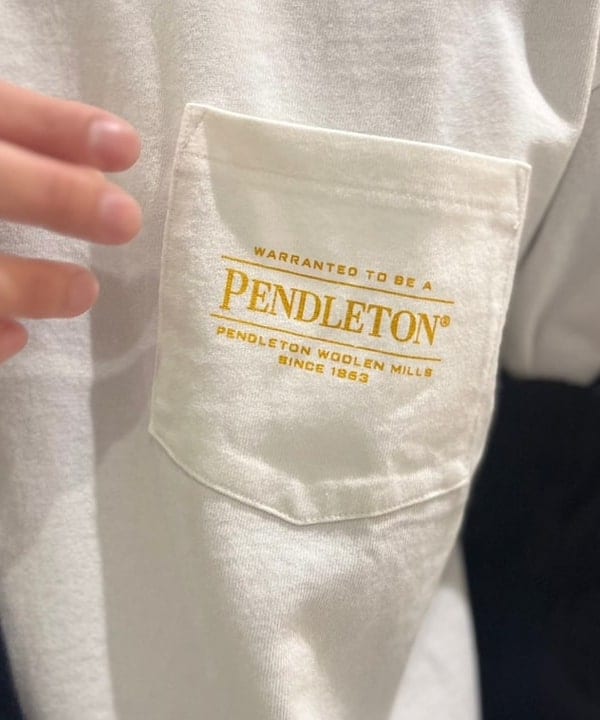 WARRANTED TO BE A
PENDLETON®
PENDLETON WOOLEN MILLS
SINCE 1863